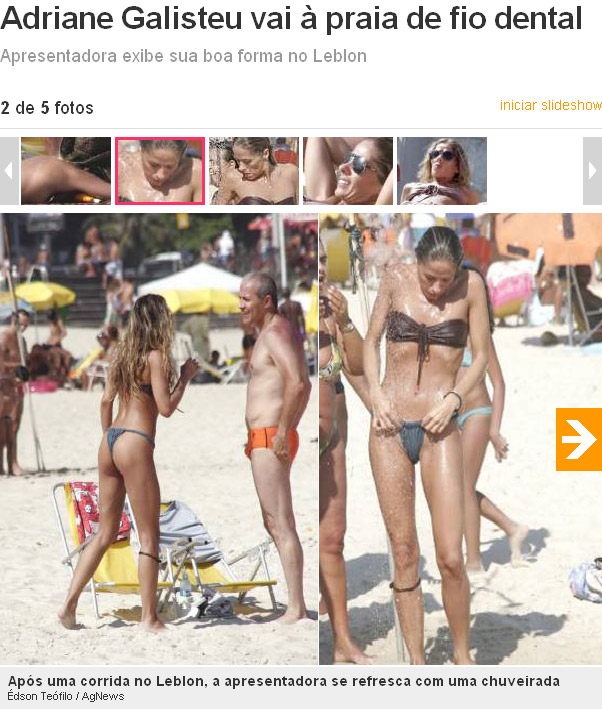 Adriane Galisteu vai à praia de fio dental
Apresentadora exibe sua boa forma no Leblon
2 de 5 fotos
iniciar slideshow
Após uma corrida no Leblon, a apresentadora se refresca com uma chuveirada
Édson Teófilo / AgNews